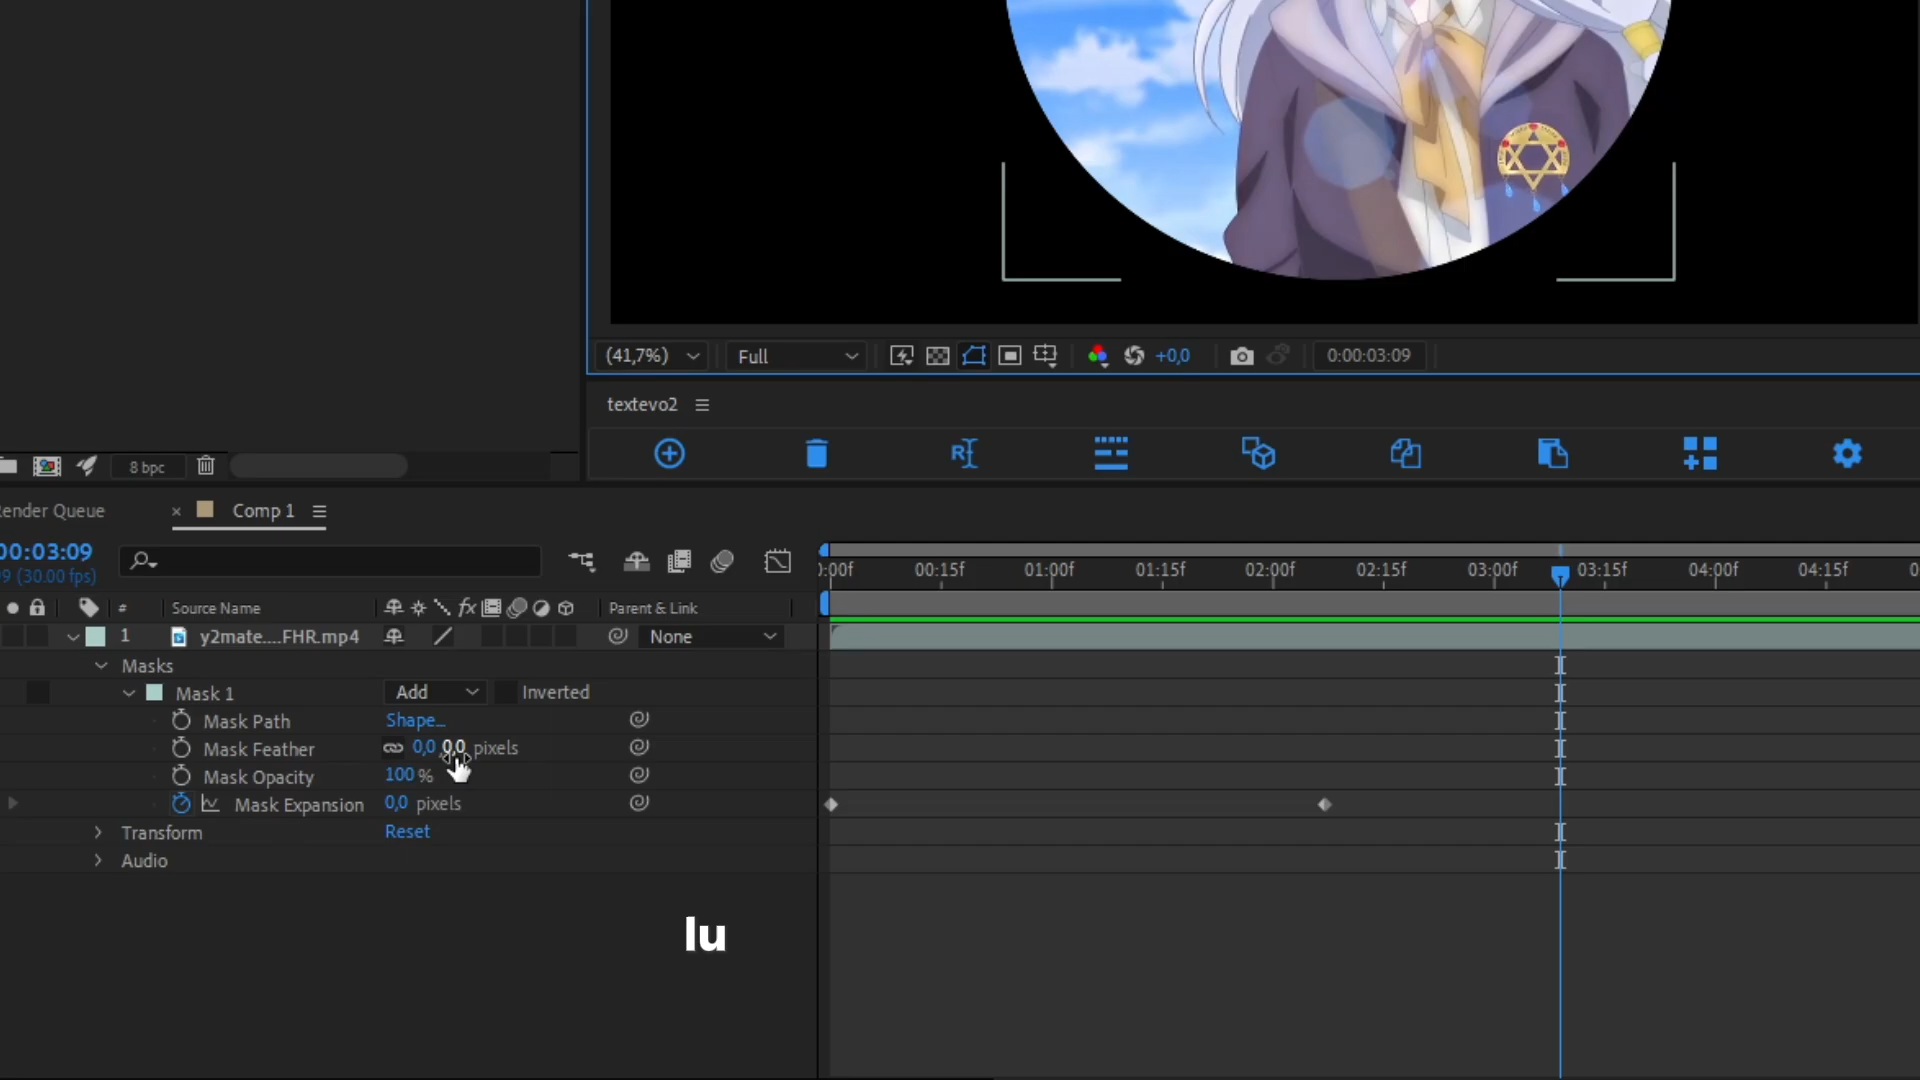 (41,7%)
Full
+0,0
0:00:03:09
textevo2
8 bpc
ender Queue
× Comp 1
00:03:09
9 (30.00 fps)
:00f 00:15f 01:00f 01:15f 02:00f 02:15f 03:00f 03:15f 04:00f 04:15f
# Source Name fx Parent & Link
1 y2mate....FHR.mp4 None
Masks
Mask 1 Add Inverted
Mask Path Shape...
Mask Feather 0,0 0,0 pixels
Mask Opacity 100 %
Mask Expansion 0,0 pixels
Transform Reset
Audio
lu